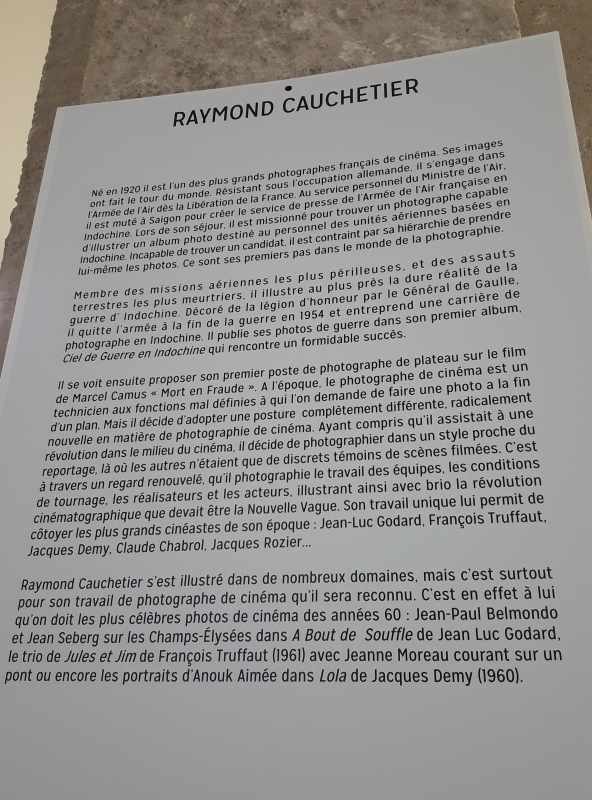 RAYMOND CAUCHETIER
Né en 1920 il est l'un des plus grands photographes français de cinéma. Ses images
ont fait le tour du monde. Résistant sous l'occupation allemande, il s'engage dans
l'Armée de l'Air dès la Libération de la France. Au service personnel du Ministre de l'Air,
il est muté à Saigon pour créer le service de presse de l'Armée de l'Air française en
Indochine. Lors de son séjour, il est missionné pour trouver un photographe capable
d'illustrer un album photo destiné au personnel des unités aériennes basées en
Indochine. Incapable de trouver un candidat, il est contraint par sa hiérarchie de prendre
lui-même les photos. Ce sont ses premiers pas dans le monde de la photographie.
Membre des missions aériennes les plus périlleuses, et des assauts
terrestres les plus meurtriers, il illustre au plus près la dure réalité de la
guerre d' Indochine. Décoré de la légion d'honneur par le Général de Gaulle,
il quitte l'armée à la fin de la guerre en 1954 et entreprend une carrière de
photographe en Indochine. Il publie ses photos de guerre dans son premier album,
Ciel de Guerre en Indochine qui rencontre un formidable succès.
Il se voit ensuite proposer son premier poste de photographe de plateau sur le film
de Marcel Camus « Mort en Fraude ». A l'époque, le photographe de cinéma est un
technicien aux fonctions mal définies à qui l'on demande de faire une photo a la fin
d'un plan. Mais il décide d'adopter une posture complètement différente, radicalement
nouvelle en matière de photographie de cinéma. Ayant compris qu'il assistait à une
révolution dans le milieu du cinéma, il décide de photographier dans un style proche du
reportage, là où les autres n'étaient que de discrets témoins de scènes filmées. C'est
à travers un regard renouvelé, qu'il photographie le travail des équipes, les conditions
de tournage, les réalisateurs et les acteurs, illustrant ainsi avec brio la révolution
cinématographique que devait être la Nouvelle Vague. Son travail unique lui permet de
côtoyer les plus grands cinéastes de son époque : Jean-Luc Godard, François Truffaut,
Jacques Demy, Claude Chabrol, Jacques Rozier...
Raymond Cauchetier s'est illustré dans de nombreux domaines, mais c'est surtout
pour son travail de photographe de cinéma qu'il sera reconnu. C'est en effet à lui
qu'on doit les plus célèbres photos de cinéma des années 60 : Jean-Paul Belmondo
et Jean Seberg sur les Champs-Élysées dans A Bout de Souffle de Jean Luc Godard,
le trio de Jules et Jim de François Truffaut (1961) avec Jeanne Moreau courant sur un
pont ou encore les portraits d'Anouk Aimée dans Lola de Jacques Demy (1960).